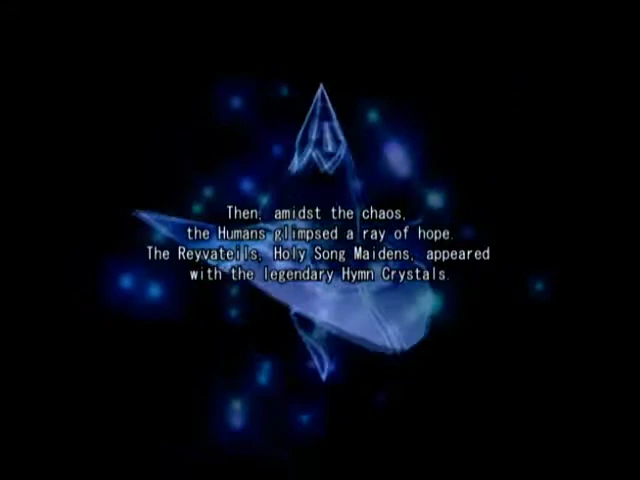 Then, amidst the chaos,
the Humans glimpsed a ray of hope.
The Reyvateils, Holy Song Maidens, appeared
with the legendary Hymn Crystals.